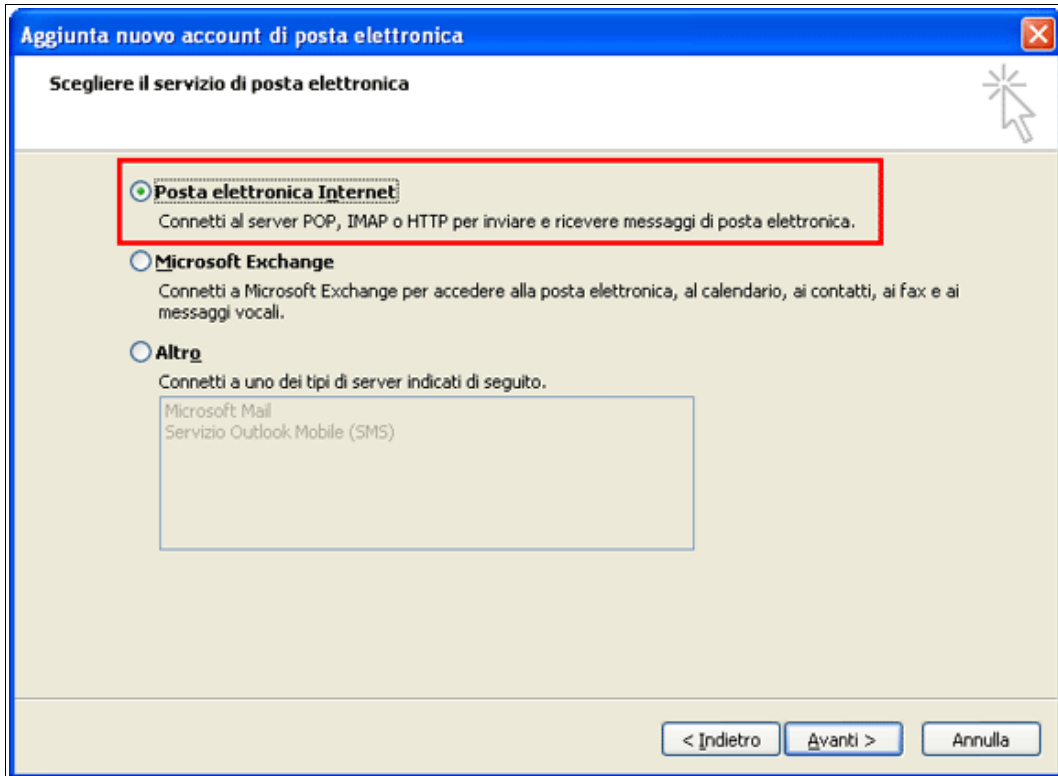 Aggiunta nuovo account di posta elettronica
Scegliere il servizio di posta elettronica
Posta elettronica Internet
Connetti al server POP, IMAP o HTTP per inviare e ricevere messaggi di posta elettronica.
Microsoft Exchange
Connetti a Microsoft Exchange per accedere alla posta elettronica, al calendario, ai contatti, ai fax e ai
messaggi vocali.
Altro
Connetti a uno dei tipi di server indicati di seguito.
Microsoft Mail
Servizio Outlook Mobile (SMS)
< Indietro
Avanti >
Annulla